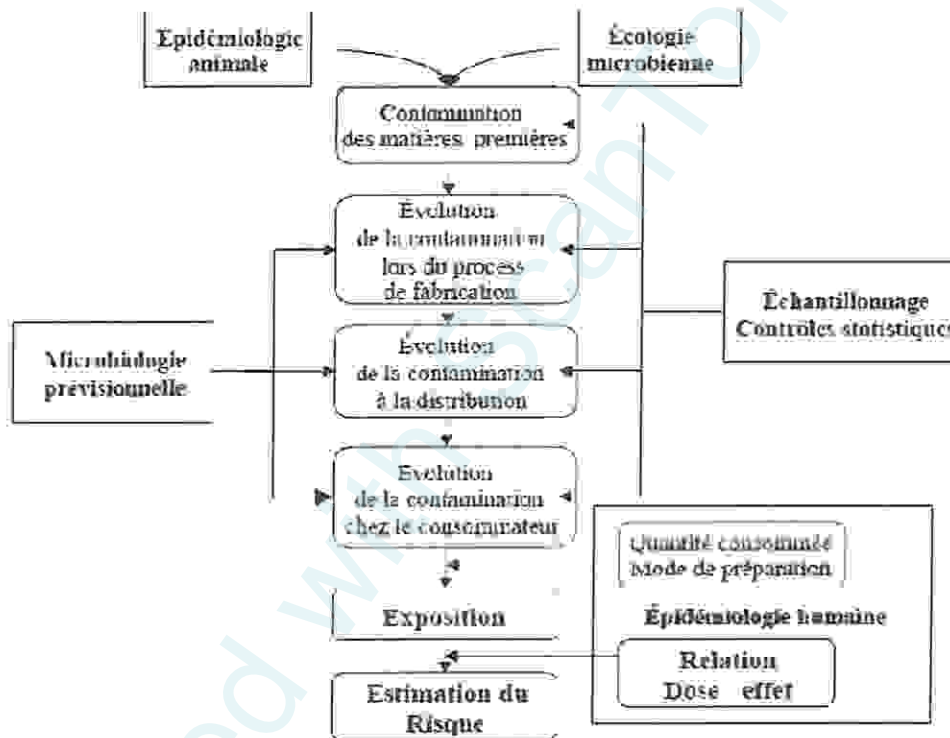 Épidémiologie
animale
Écologie
microbienne
Contamination
des matières premières
Évolution
de la contamination
lors du process
de fabrication
Échantillonnage
Contrôles statistiques
Microbiologie
prévisionnelle
Évolution
de la contamination
à la distribution
Evolution
de la contamination
chez le consommateur
Quantité consommée
Mode de préparation
Exposition
Épidémiologie humaine
Relation
Dose effet
Estimation du
Risque